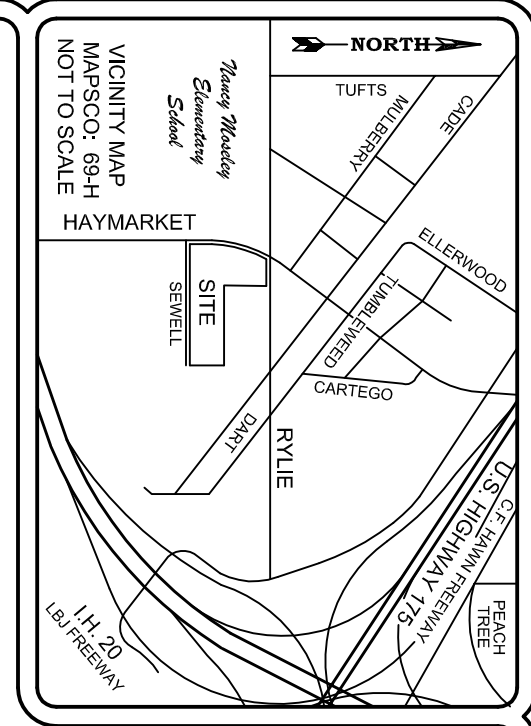 NORTH
TUFTS
MULBERRY
CADE
Nancy Moseley
Elementary
School
VICINITY MAP
MAPSCO: 69-H
NOT TO SCALE
HAYMARKET
ELLERWOOD
SITE
SEWELL
TUMBLEWEED
CARTEGO
DART
RYLIE
U.S. HIGHWAY 175
C.F. HAWN FREEWAY
PEACH
TREE
I.H. 20
LBJ FREEWAY